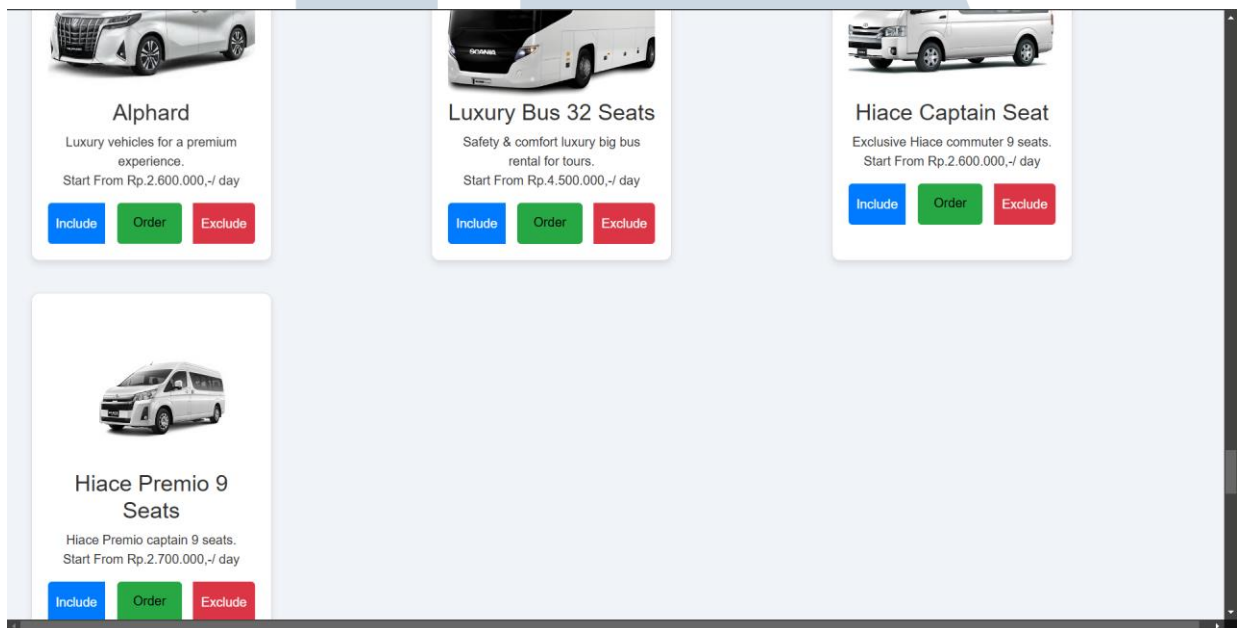 SCANIA
Alphard
Luxury vehicles for a premium
experience.
Start From Rp.2.600.000,-/ day
Include
Order
Exclude
Luxury Bus 32 Seats
Safety & comfort luxury big bus
rental for tours.
Start From Rp.4.500.000,-/ day
Include
Order
Exclude
Hiace Captain Seat
Exclusive Hiace commuter 9 seats.
Start From Rp.2.600.000,-/ day
Include
Order
Exclude
Hiace Premio 9
Seats
Hiace Premio captain 9 seats.
Start From Rp.2.700.000,-/ day
Include
Order
Exclude